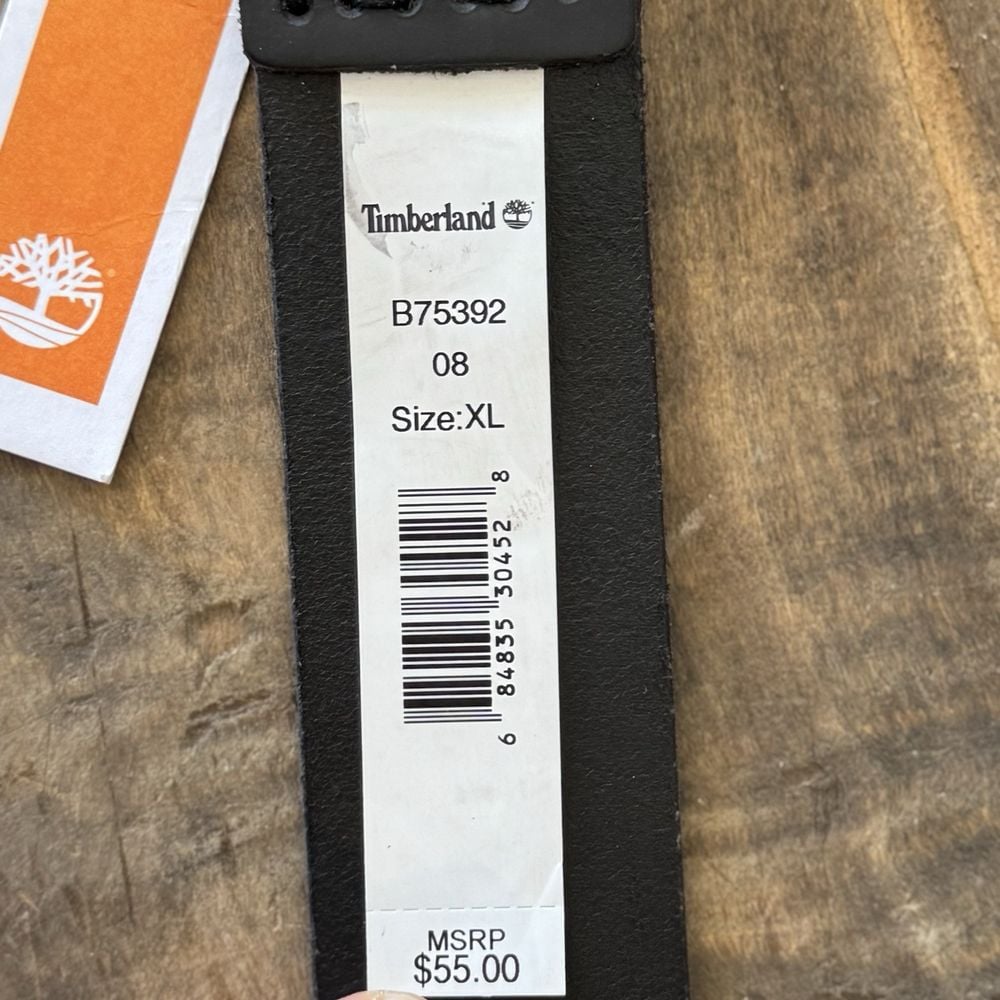 Timberland
B75392
08
Size:XL
6 84835 30452 8
MSRP
$55.00